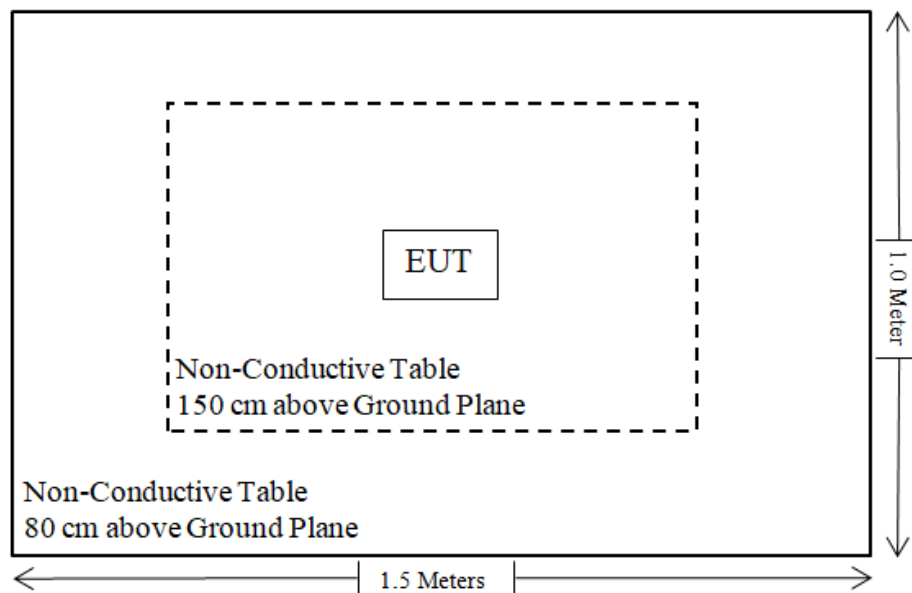 EUT
Non-Conductive Table
150 cm above Ground Plane
Non-Conductive Table
80 cm above Ground Plane
1.0 Meter
1.5 Meters